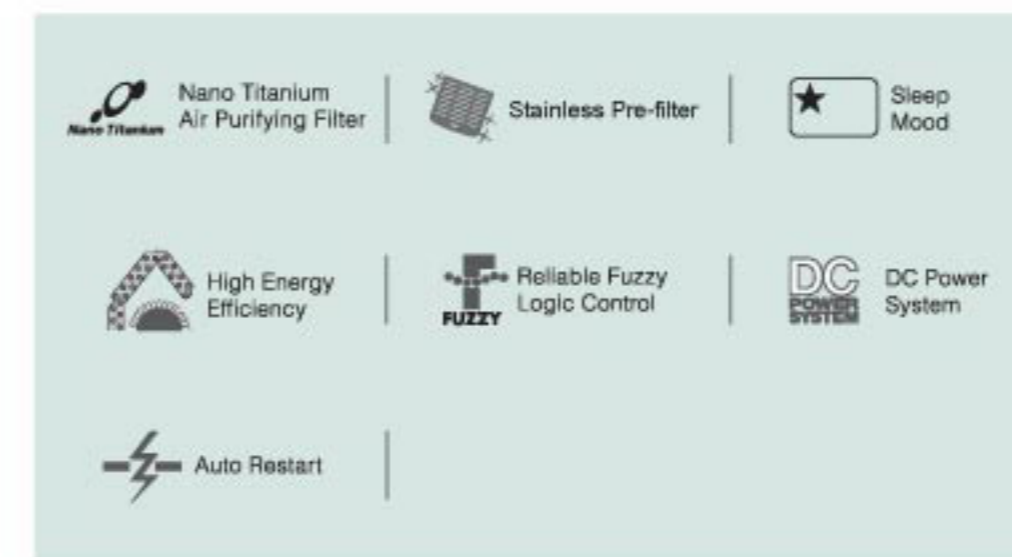 Nano Titanium
Nano Titanium
Air Purifying Filter
Stainless Pre-filter
Sleep
Mood
High Energy
Efficiency
FUZZY
Reliable Fuzzy
Logic Control
DC
POWER
SYSTEM
DC Power
System
Auto Restart